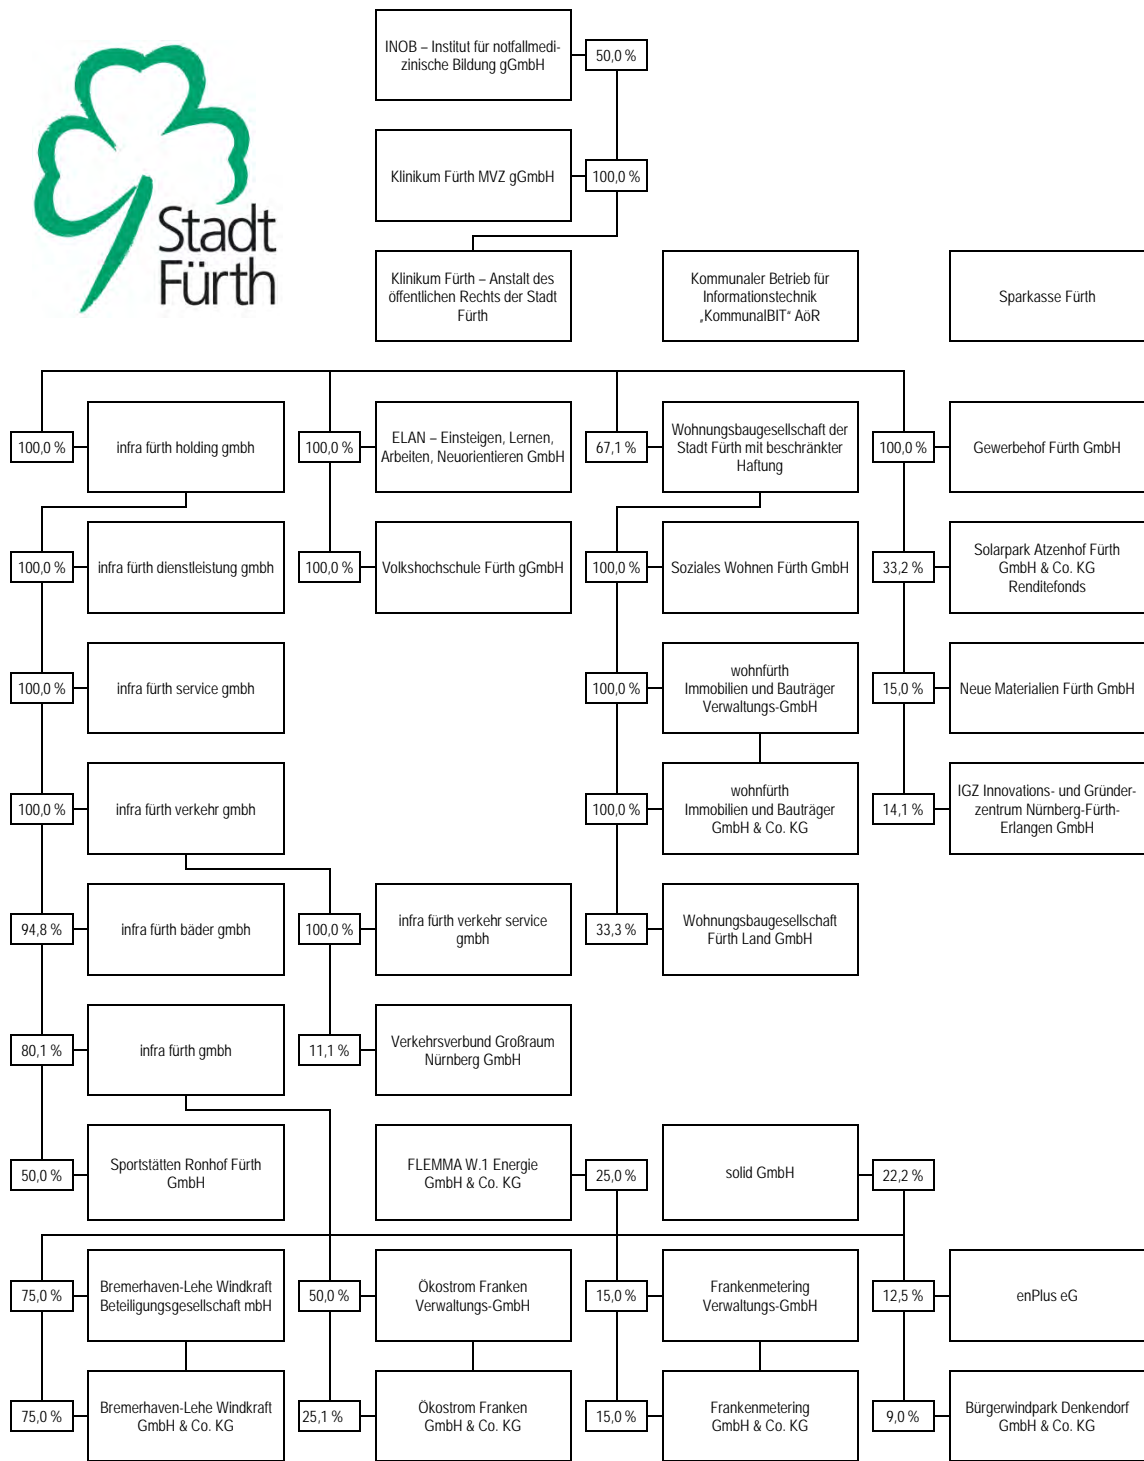 Stadt
Fürth
INOB – Institut für notfallmedi-
zinische Bildung gGmbH
50,0 %
Klinikum Fürth MVZ gGmbH
100,0 %
Klinikum Fürth – Anstalt des
öffentlichen Rechts der Stadt
Fürth
Kommunaler Betrieb für
Informationstechnik
„KommunalBIT“ AöR
Sparkasse Fürth
100,0 %
infra fürth holding gmbh
100,0 %
ELAN – Einsteigen, Lernen,
Arbeiten, Neuorientieren GmbH
67,1 %
Wohnungsbaugesellschaft der
Stadt Fürth mit beschränkter
Haftung
100,0 %
Gewerbehof Fürth GmbH
100,0 %
infra fürth dienstleistung gmbh
100,0 %
Volkshochschule Fürth gGmbH
100,0 %
Soziales Wohnen Fürth GmbH
33,2 %
Solarpark Atzenhof Fürth
GmbH & Co. KG
Renditefonds
100,0 %
infra fürth service gmbh
100,0 %
wohnfürth
Immobilien und Bauträger
Verwaltungs-GmbH
15,0 %
Neue Materialien Fürth GmbH
100,0 %
infra fürth verkehr gmbh
100,0 %
wohnfürth
Immobilien und Bauträger
GmbH & Co. KG
14,1 %
IGZ Innovations- und Gründer-
zentrum Nürnberg-Fürth-
Erlangen GmbH
94,8 %
infra fürth bäder gmbh
100,0 %
infra fürth verkehr service
gmbh
33,3 %
Wohnungsbaugesellschaft
Fürth Land GmbH
80,1 %
infra fürth gmbh
11,1 %
Verkehrsverbund Großraum
Nürnberg GmbH
50,0 %
Sportstätten Ronhof Fürth
GmbH
FLEMMA W.1 Energie
GmbH & Co. KG
25,0 %
solid GmbH
22,2 %
75,0 %
Bremerhaven-Lehe Windkraft
Beteiligungsgesellschaft mbH
50,0 %
Ökostrom Franken
Verwaltungs-GmbH
15,0 %
Frankenmetering
Verwaltungs-GmbH
12,5 %
enPlus eG
75,0 %
Bremerhaven-Lehe Windkraft
GmbH & Co. KG
25,1 %
Ökostrom Franken
GmbH & Co. KG
15,0 %
Frankenmetering
GmbH & Co. KG
9,0 %
Bürgerwindpark Denkendorf
GmbH & Co. KG